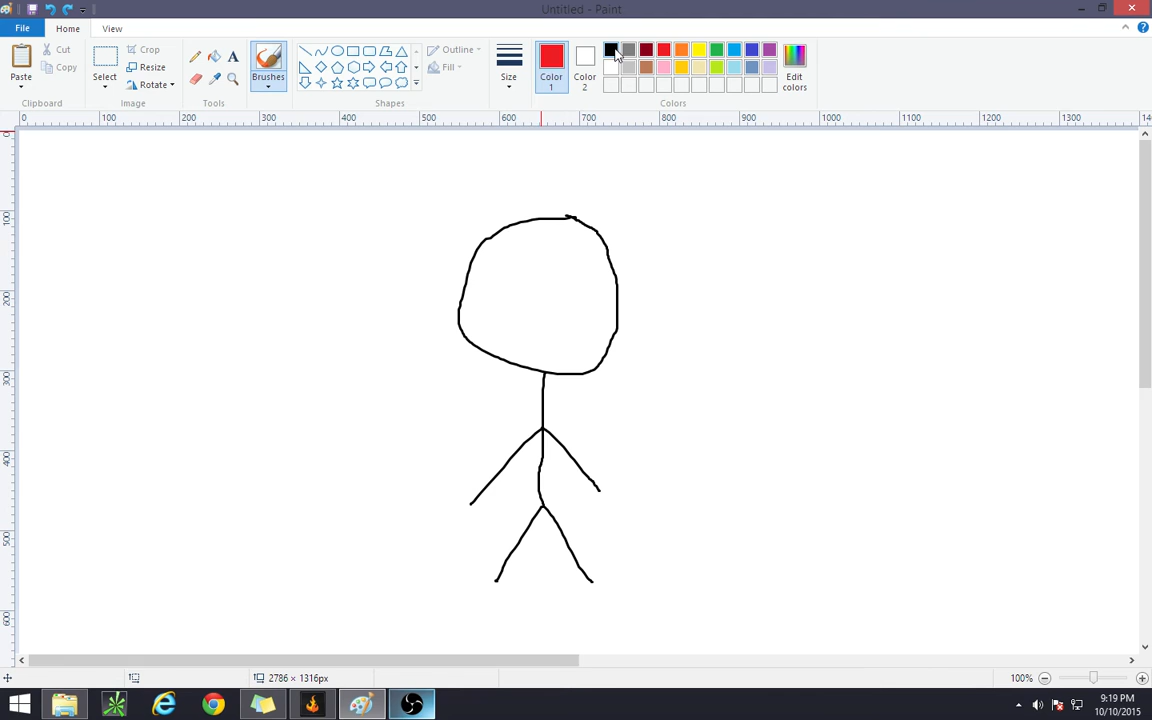 Untitled - Paint
File Home View
Paste
Cut
Copy
Clipboard
Select
Crop
Resize
Rotate
Image
A
Tools
Brushes
Shapes
Outline
Fill
Size
Color
1
Color
2
Colors
Edit
colors
0 100 200 300 400 500 600 700 800 900 1000 1100 1200 1300 140
0
100
200
300
400
500
600
2786 × 1316px
100%
9:19 PM
10/10/2015